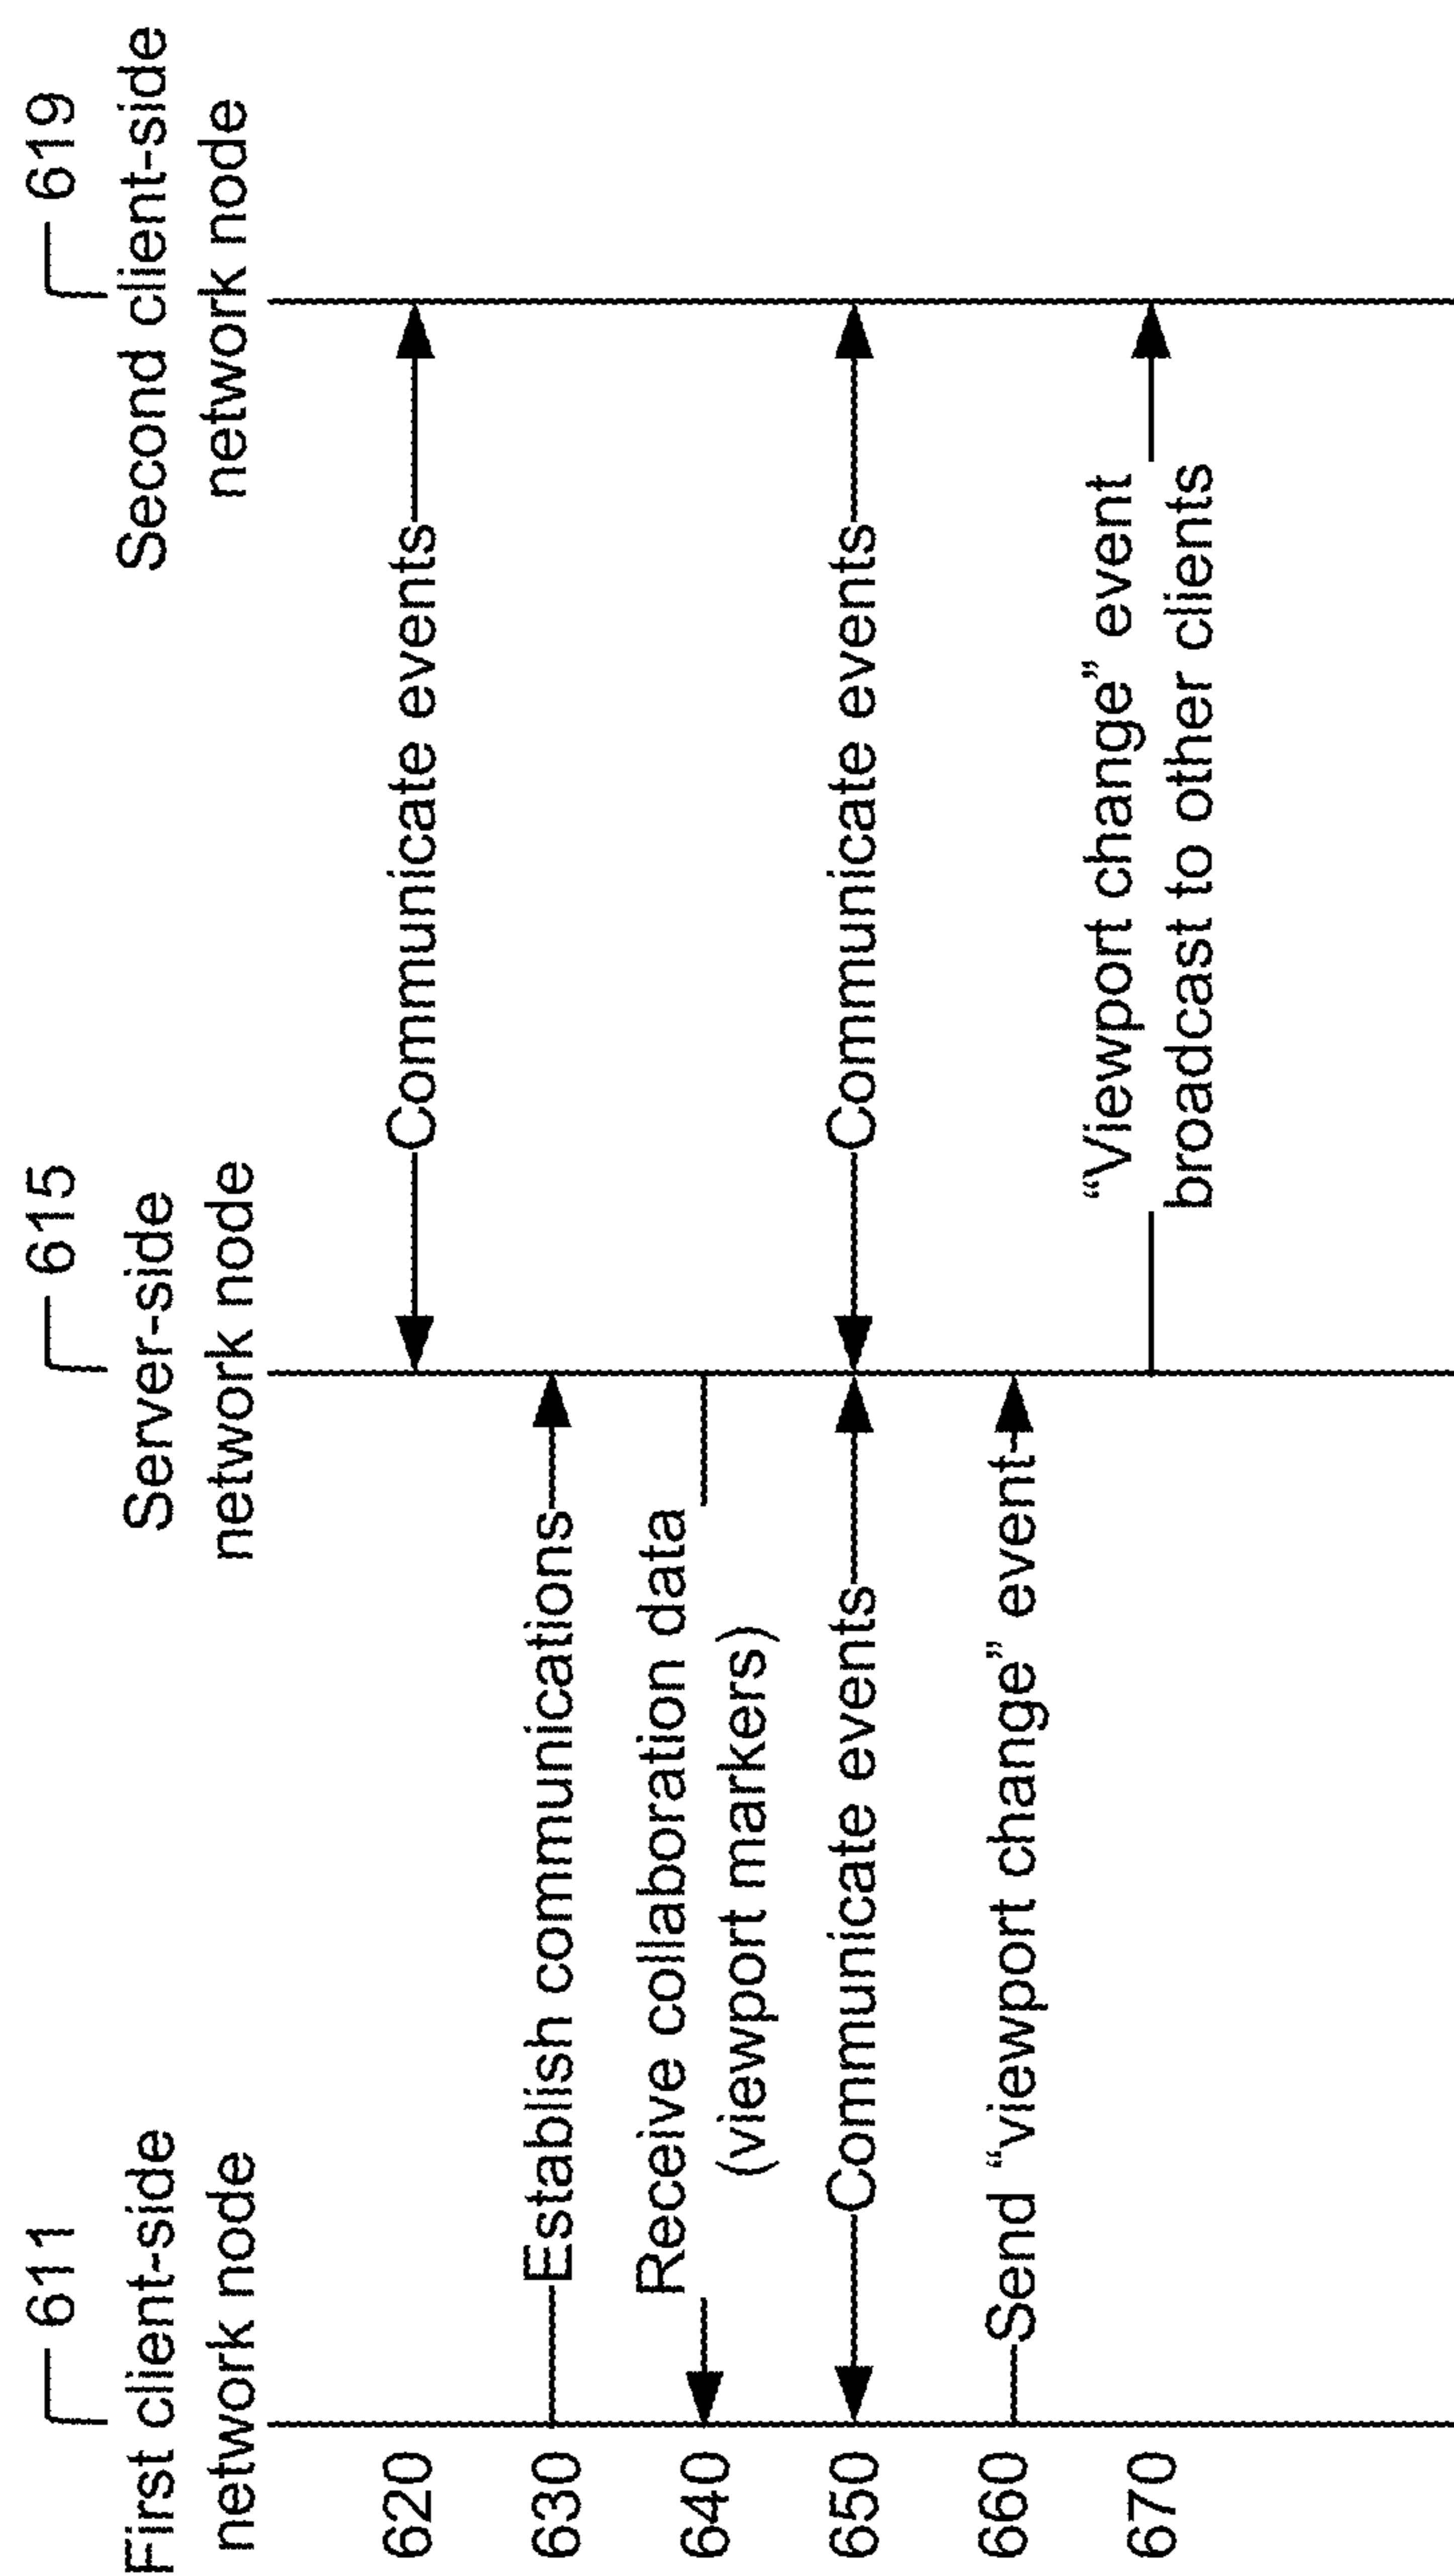 611
First client-side
network node
615
Server-side
network node
619
Second client-side
network node
620
Communicate events
630
Establish communications
640
Receive collaboration data
(viewport markers)
650
Communicate events
Communicate events
660
Send “viewport change” event
670
“Viewport change” event
broadcast to other clients